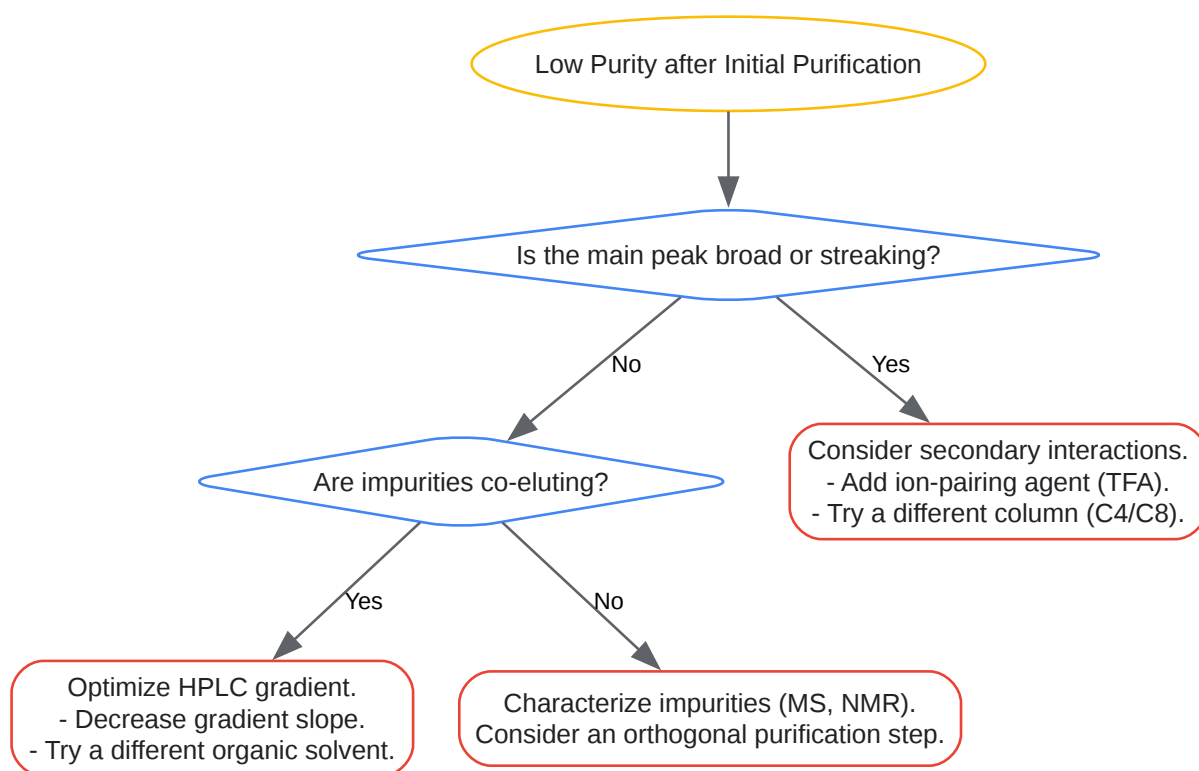 Low Purity after Initial Purification
Is the main peak broad or streaking?
No
Yes
Are impurities co-eluting?
Consider secondary interactions.
- Add ion-pairing agent (TFA).
- Try a different column (C4/C8).
Yes
No
Optimize HPLC gradient.
- Decrease gradient slope.
- Try a different organic solvent.
Characterize impurities (MS, NMR).
Consider an orthogonal purification step.